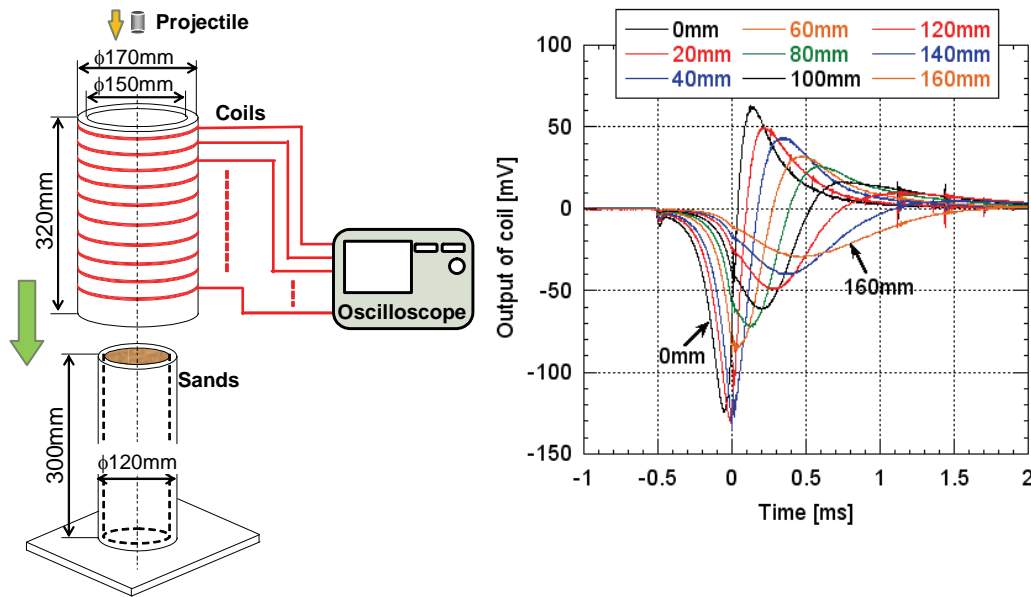 Projectile
ϕ170mm
ϕ150mm
Coils
320mm
Oscilloscope
Sands
300mm
ϕ120mm
0mm 60mm 120mm
20mm 80mm 140mm
40mm 100mm 160mm
100
50
0
-50
-100
-150
Output of coil [mV]
160mm
0mm
-1 -0.5 0 0.5 1 1.5 2
Time [ms]